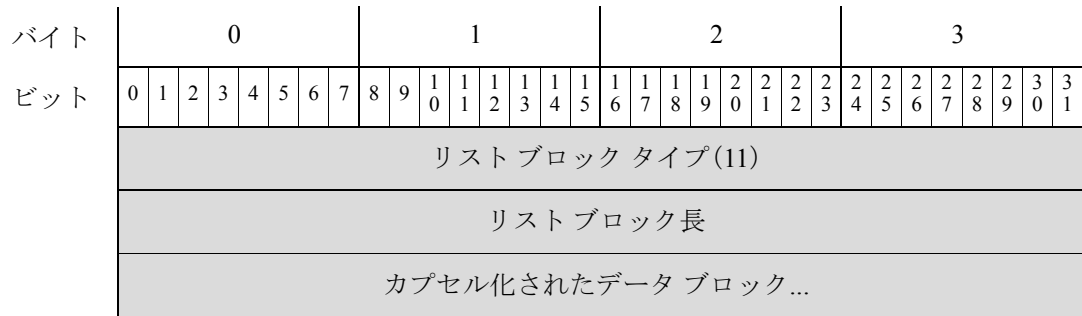 バイト 0 1 2 3
ビット 0 1 2 3 4 5 6 7 8 9 10 11 12 13 14 15 16 17 18 19 20 21 22 23 24 25 26 27 28 29 30 31
リスト ブロック タイプ(11)
リスト ブロック長
カプセル化されたデータ ブロック...